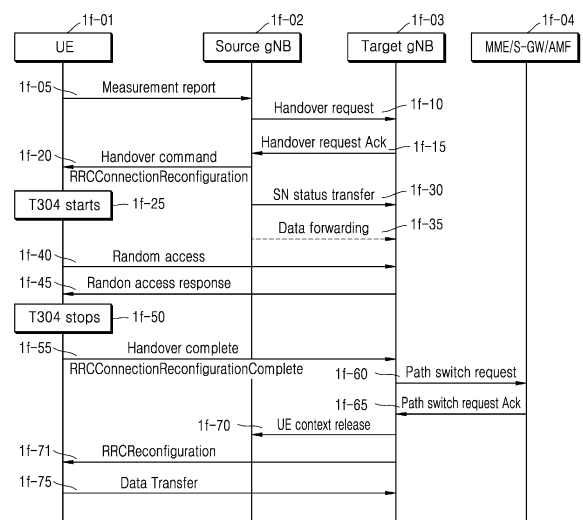 1f-01
1f-02
1f-03
1f-04
UE
Source gNB
Target gNB
MME/S-GW/AMF
1f-05
Measurement report
Handover request
1f-10
Handover request Ack
1f-15
1f-20
Handover command
RRCConnectionReconfiguration
T304 starts
1f-25
SN status transfer
1f-30
Data forwarding
1f-35
1f-40
Random access
1f-45
Randon access response
T304 stops
1f-50
1f-55
Handover complete
RRCConnectionReconfigurationComplete
1f-60
Path switch request
1f-65
Path switch request Ack
1f-70
UE context release
1f-71
RRCReconfiguration
1f-75
Data Transfer